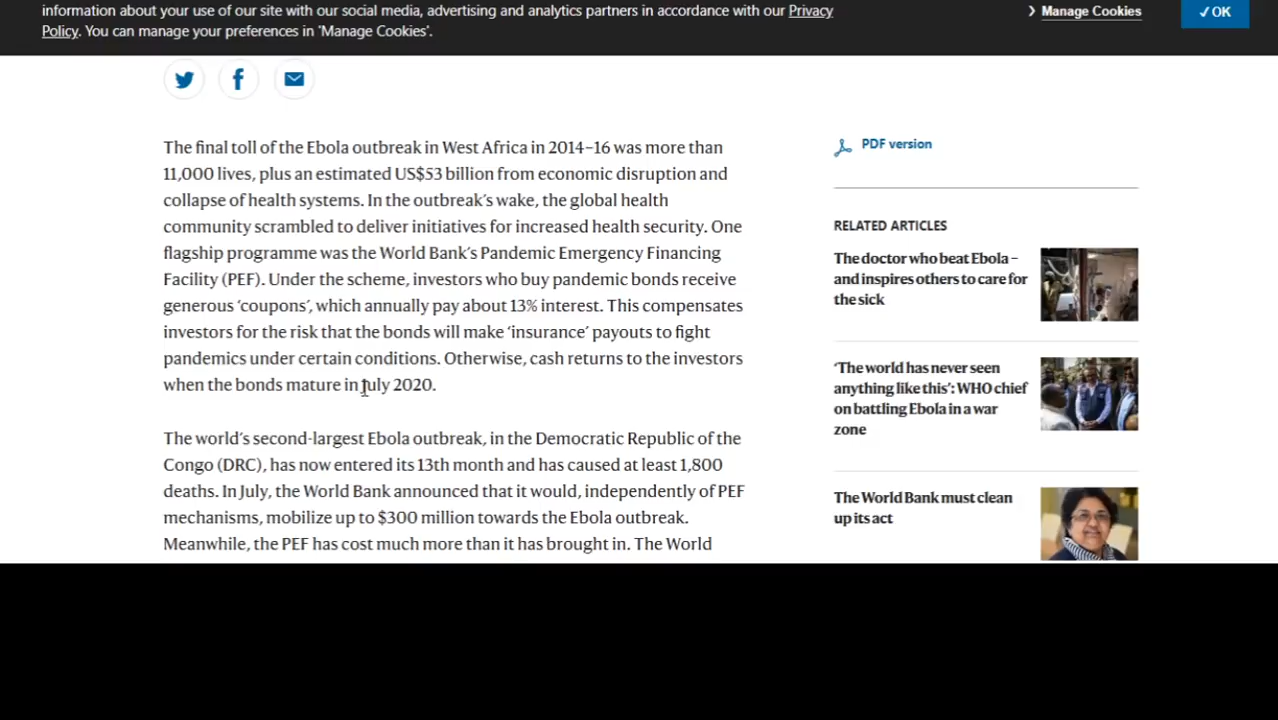 information about your use of our site with our social media, advertising and analytics partners in accordance with our Privacy
Policy. You can manage your preferences in 'Manage Cookies'.
Manage Cookies
✓OK
The final toll of the Ebola outbreak in West Africa in 2014–16 was more than
11,000 lives, plus an estimated US$53 billion from economic disruption and
collapse of health systems. In the outbreak's wake, the global health
community scrambled to deliver initiatives for increased health security. One
flagship programme was the World Bank's Pandemic Emergency Financing
Facility (PEF). Under the scheme, investors who buy pandemic bonds receive
generous 'coupons', which annually pay about 13% interest. This compensates
investors for the risk that the bonds will make 'insurance' payouts to fight
pandemics under certain conditions. Otherwise, cash returns to the investors
when the bonds mature in July 2020.
The world's second-largest Ebola outbreak, in the Democratic Republic of the
Congo (DRC), has now entered its 13th month and has caused at least 1,800
deaths. In July, the World Bank announced that it would, independently of PEF
mechanisms, mobilize up to $300 million towards the Ebola outbreak.
Meanwhile, the PEF has cost much more than it has brought in. The World
PDF version
RELATED ARTICLES
The doctor who beat Ebola –
and inspires others to care for
the sick
'The world has never seen
anything like this': WHO chief
on battling Ebola in a war
zone
The World Bank must clean
up its act